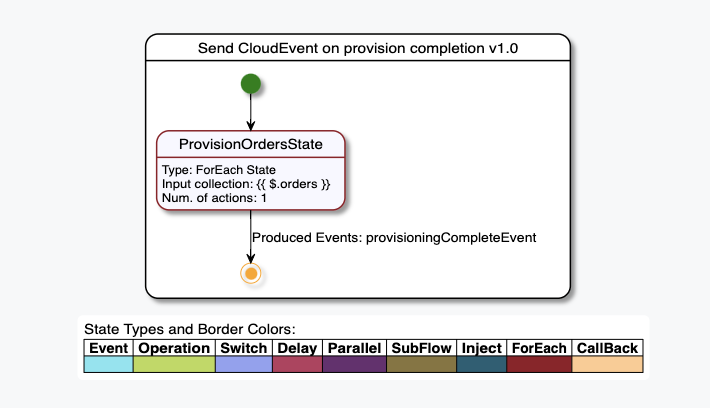 Send CloudEvent on provision completion v1.0
ProvisionOrdersState
Type: ForEach State
Input collection: {{ $.orders }}
Num. of actions: 1
Produced Events: provisioningCompleteEvent
State Types and Border Colors:
Event Operation Switch Delay Parallel SubFlow Inject ForEach CallBack